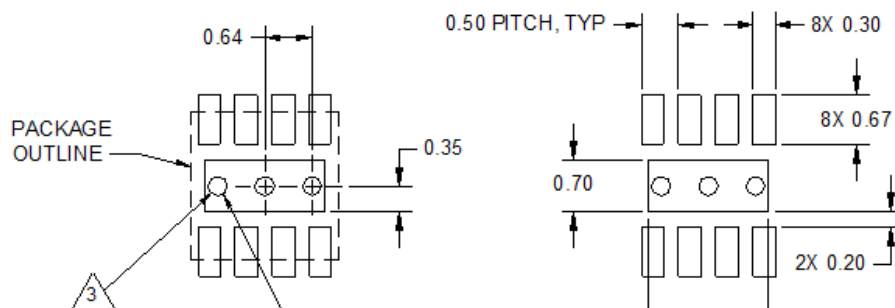 0.64
0.50 PITCH, TYP
8X 0.30
PACKAGE
OUTLINE
8X 0.67
0.35
0.70
2X 0.20
3